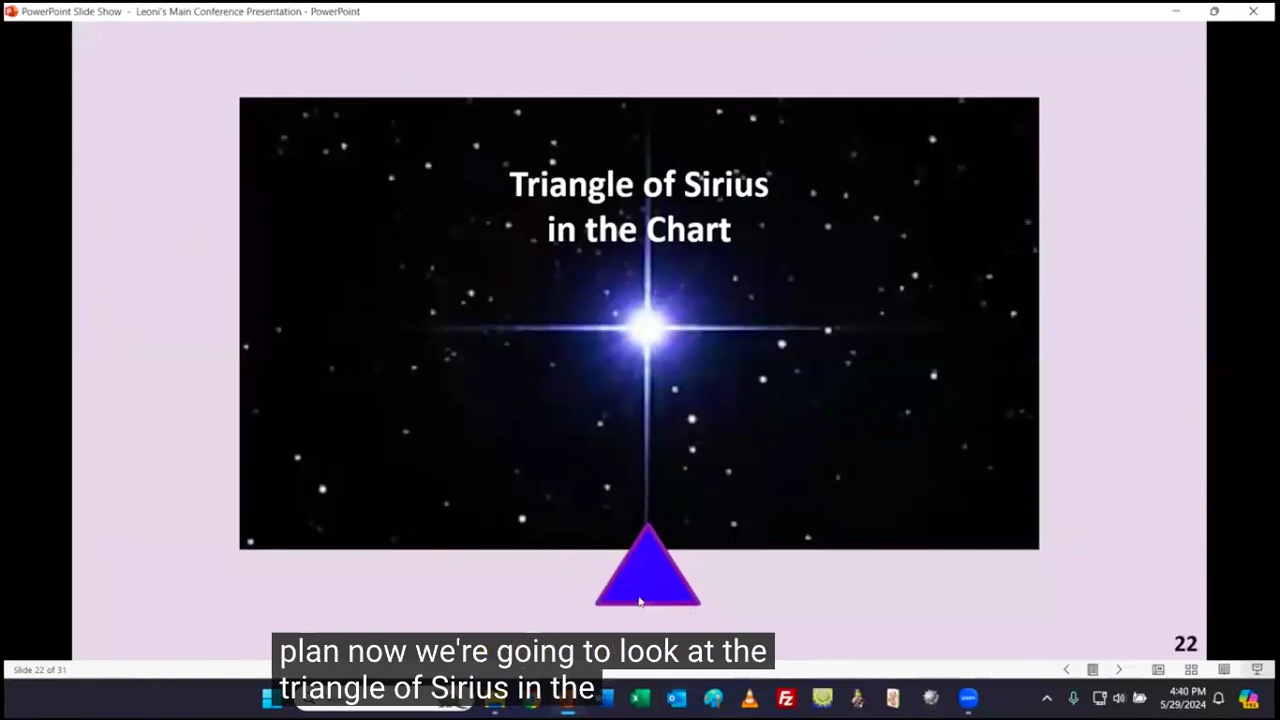 PowerPoint Slide Show - Leoni's Main Conference Presentation - PowerPoint
Triangle of Sirius
in the Chart
22
plan now we're going to look at the
triangle of Sirius in the
Slide 22 of 31
4:40 PM
5/29/2024